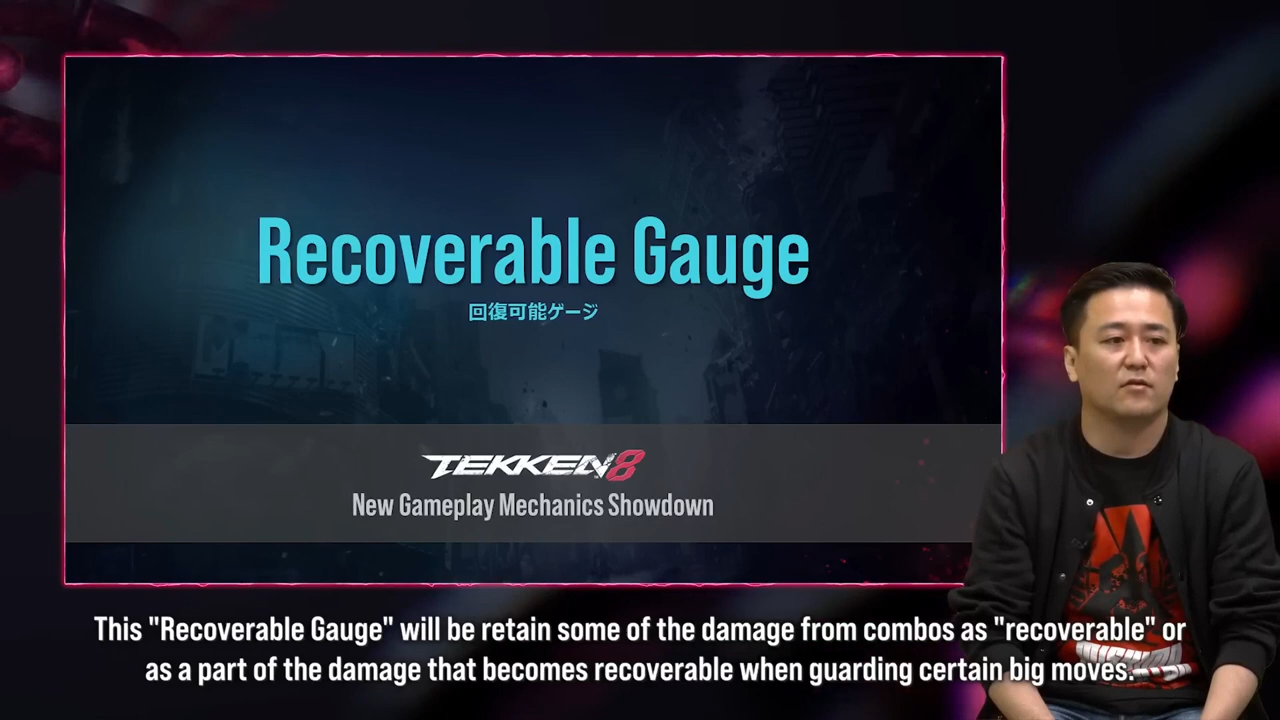 Recoverable Gauge
回復可能ゲージ
TEKKEN 8
New Gameplay Mechanics Showdown
This "Recoverable Gauge" will be retain some of the damage from combos as "recoverable" or
as a part of the damage that becomes recoverable when guarding certain big moves.